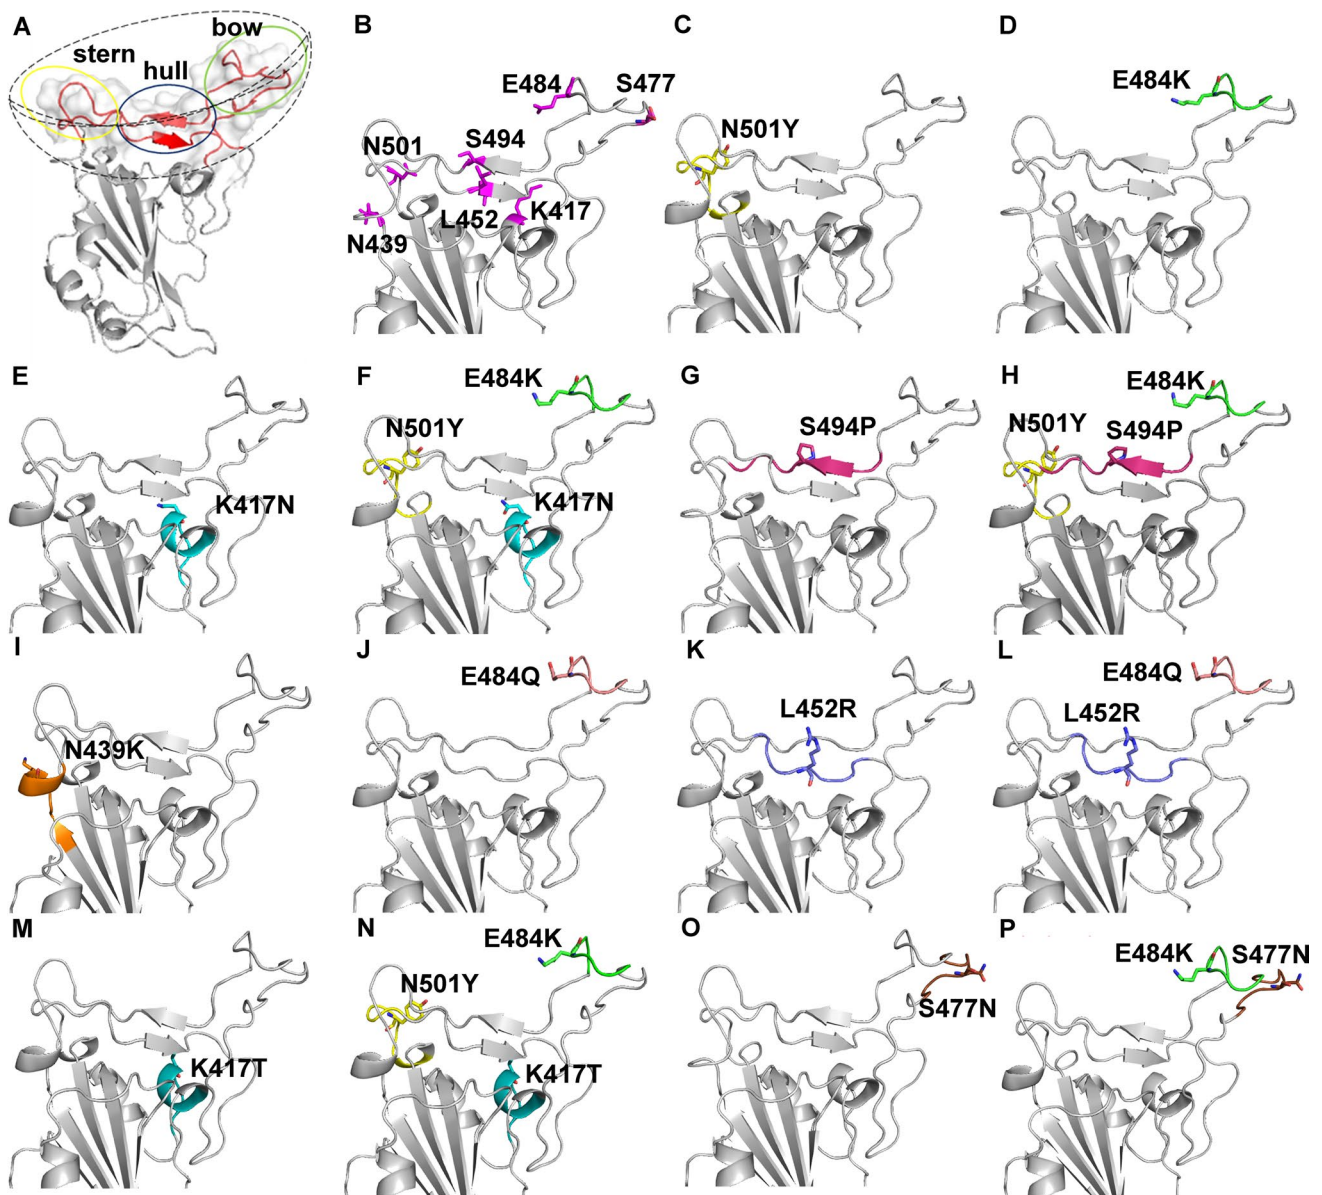 A
stern
hull
bow
B
E484
S477
N501
S494
L452
K417
N439
C
N501Y
D
E484K
E
K417N
F
E484K
N501Y
K417N
G
S494P
H
E484K
N501Y
S494P
I
N439K
J
E484Q
K
L452R
L
E484Q
L452R
M
K417T
N
E484K
N501Y
K417T
O
S477N
P
E484K
S477N